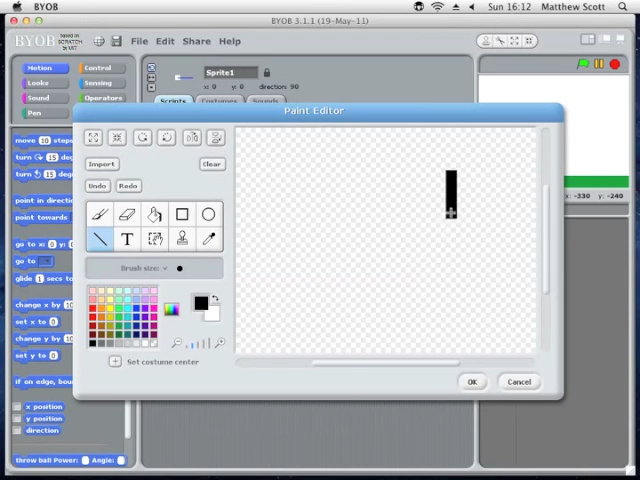 BYOB
Sun 16:12
Matthew Scott
BYOB 3.1.1 (19-May-11)
BYOB
File Edit Share Help
Motion Control
Looks Sensing
Sound Operators
Pen
Sprite1
x: 0 y: 0 direction: 90
Scripts Costumes Sounds
Paint Editor
move 10 steps
turn 15 deg
turn 15 deg
point in direction
point towards
go to x: 0 y:
go to
glide 1 secs to
change x by 10
set x to 0
change y by 10
set y to 0
if on edge, boun
x position
y position
direction
throw ball Power: Angle:
Import Clear
Undo Redo
T
Brush size:
Set costume center
OK Cancel
x: -330 y: -240